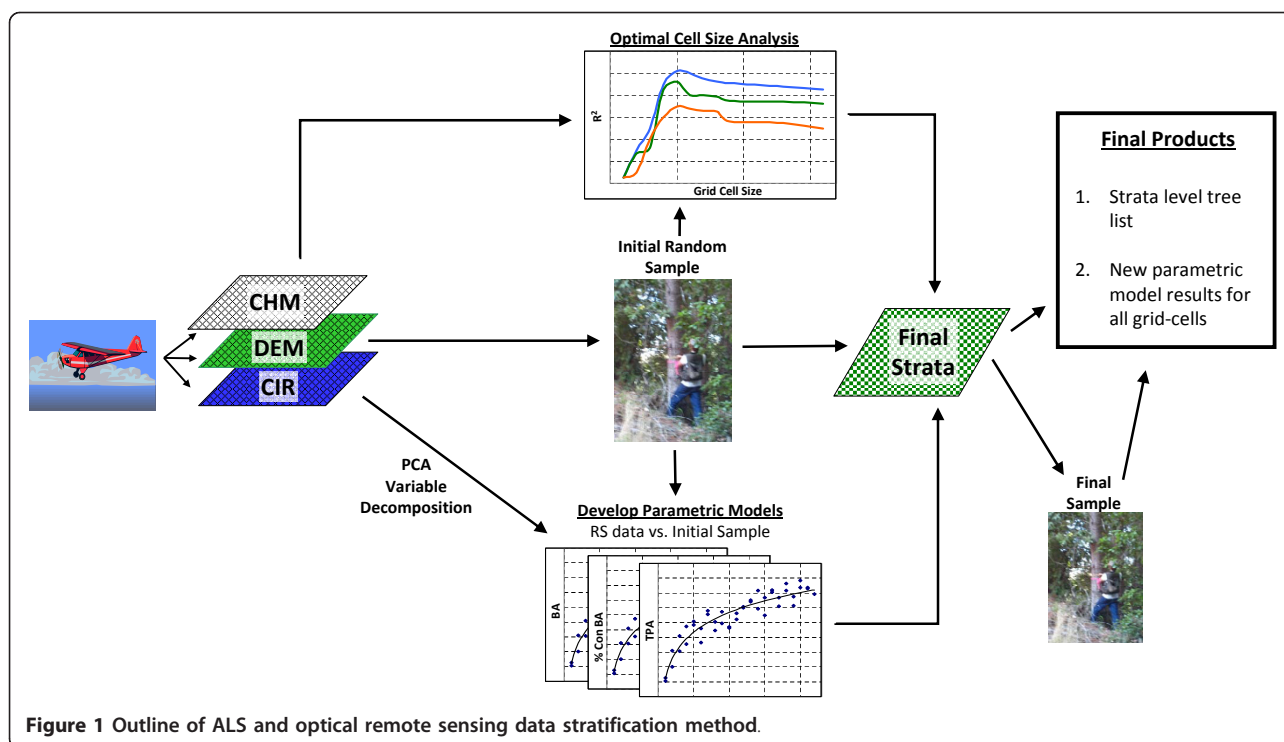 Optimal Cell Size Analysis
R²
Grid Cell Size
CHM
DEM
CIR
Initial Random
Sample
PCA
Variable
Decomposition
Develop Parametric Models
RS data vs. Initial Sample
BA
% Con BA
TPA
Final
Strata
Final Products
1. Strata level tree
list
2. New parametric
model results for
all grid-cells
Final
Sample
Figure 1 Outline of ALS and optical remote sensing data stratification method.